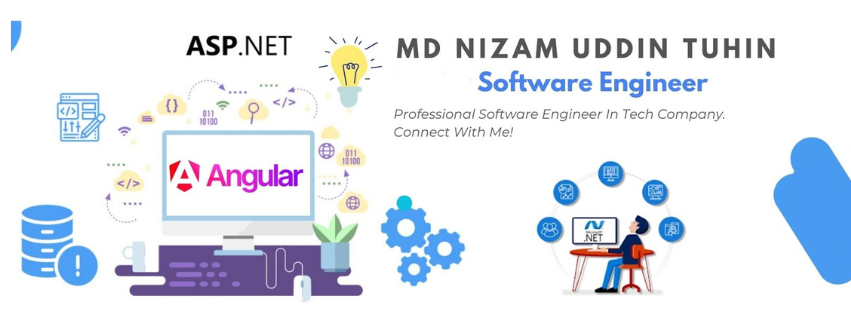 ASP.NET
MD NIZAM UDDIN TUHIN
Software Engineer
Professional Software Engineer In Tech Company.
Connect With Me!
{}
</>
011
10100
011
10100
</>
Angular
.NET